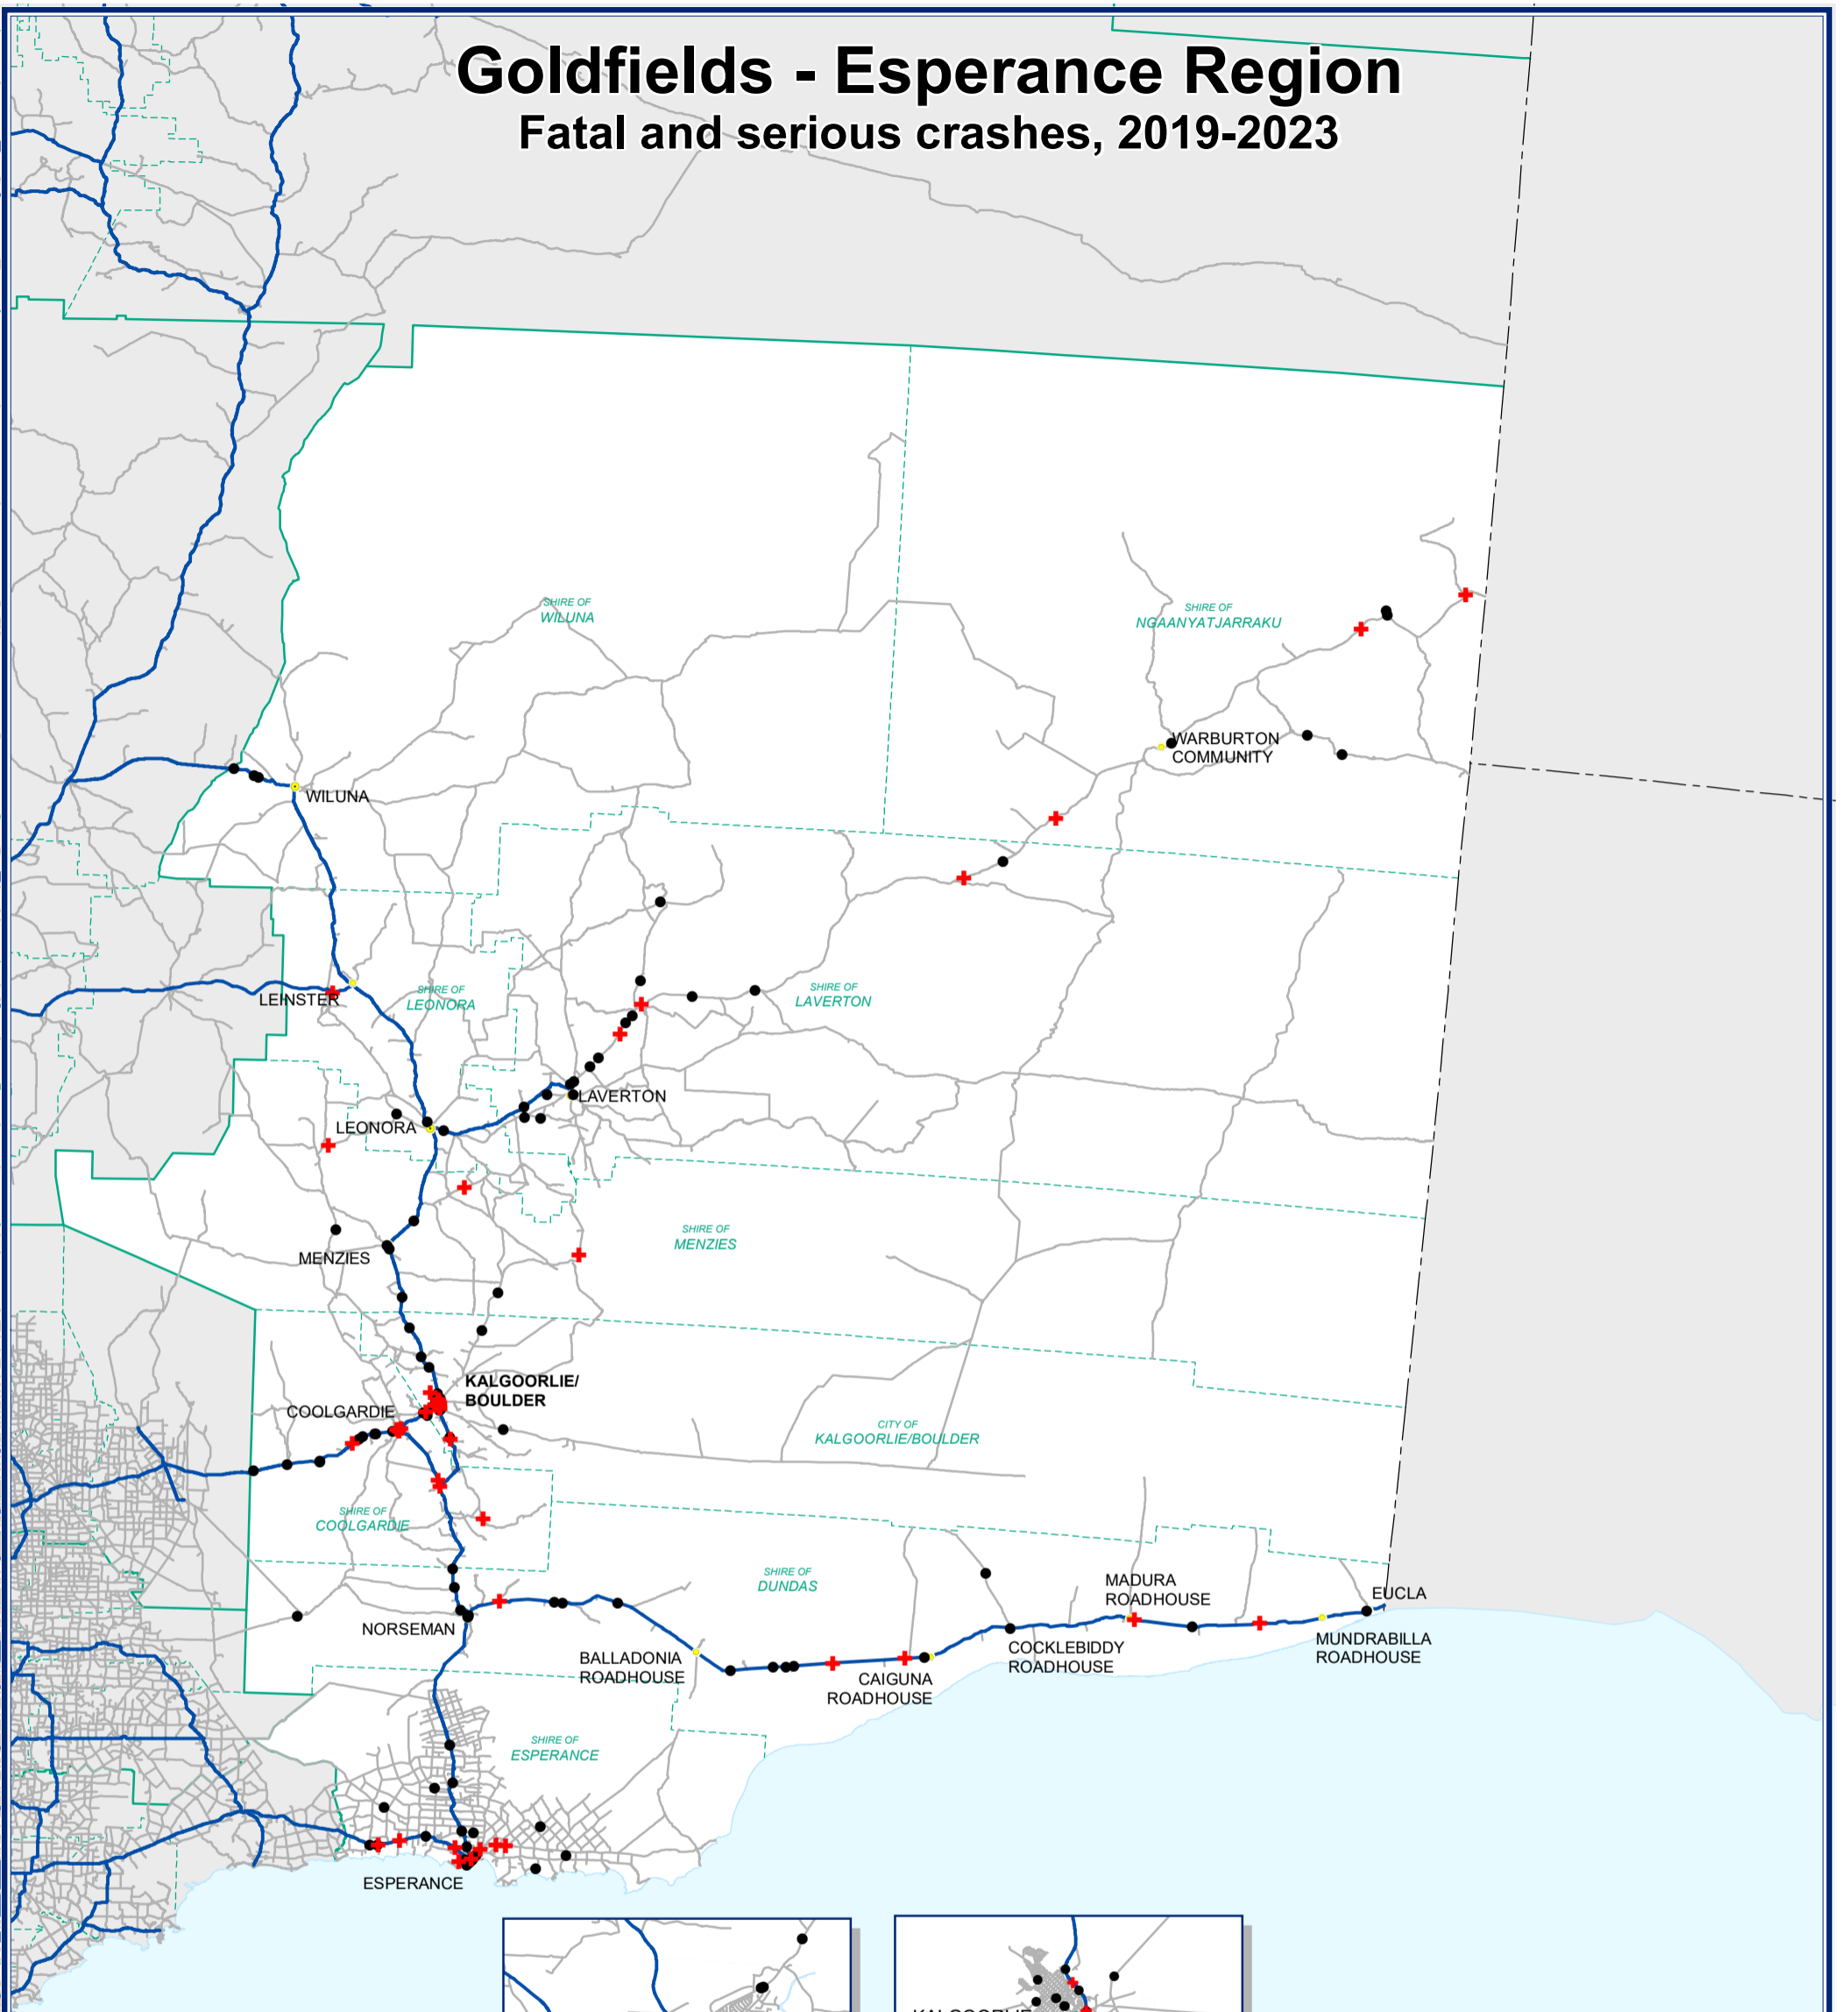 Goldfields - Esperance Region
Fatal and serious crashes, 2019-2023
SHIRE OF
WILUNA
SHIRE OF
NGAANYATJARRAKU
WARBURTON
COMMUNITY
WILUNA
LEINSTER
SHIRE OF
LEONORA
SHIRE OF
LAVERTON
LAVERTON
LEONORA
SHIRE OF
MENZIES
MENZIES
KALGOORLIE/
BOULDER
COOLGARDIE
CITY OF
KALGOORLIE/BOULDER
SHIRE OF
COOLGARDIE
SHIRE OF
DUNDAS
MADURA
ROADHOUSE
EUCLA
NORSEMAN
BALLADONIA
ROADHOUSE
COCKLEBIDDY
ROADHOUSE
MUNDRABILLA
ROADHOUSE
CAIGUNA
ROADHOUSE
SHIRE OF
ESPERANCE
ESPERANCE
KALGOORLIE